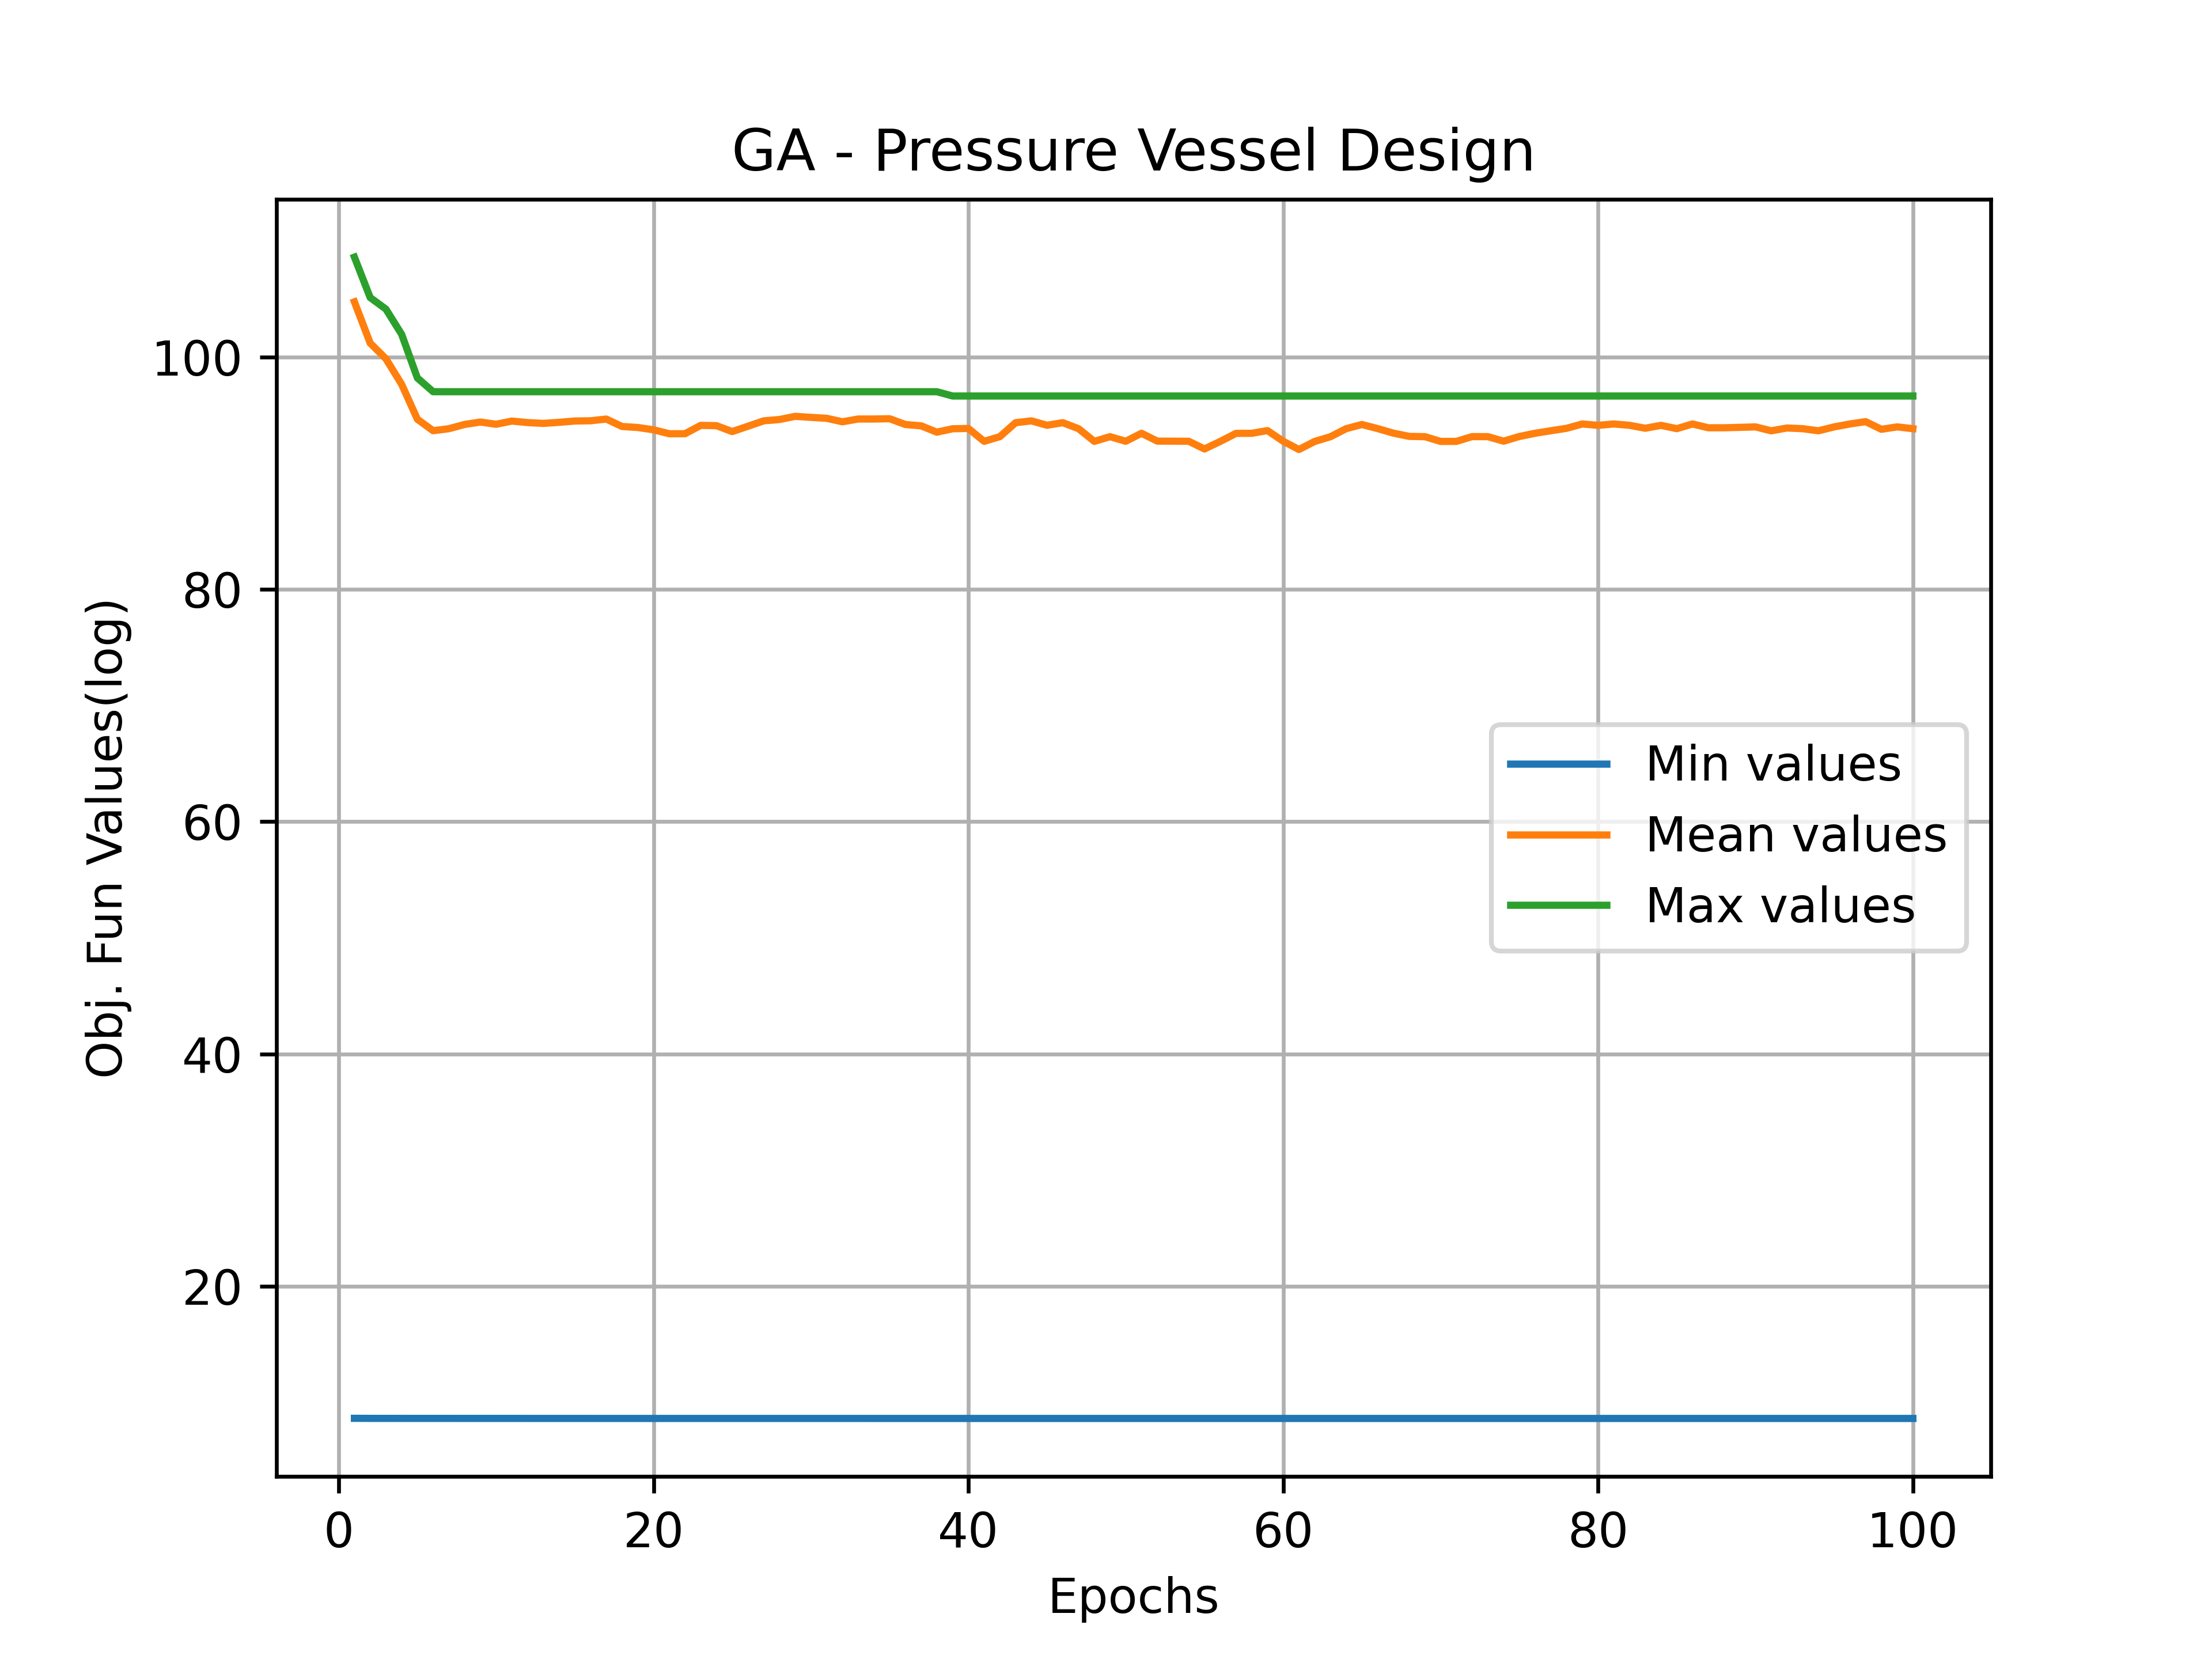 GA - Pressure Vessel Design
Obj. Fun Values(log)
100
80
60
40
20
Min values
Mean values
Max values
0 20 40 60 80 100
Epochs